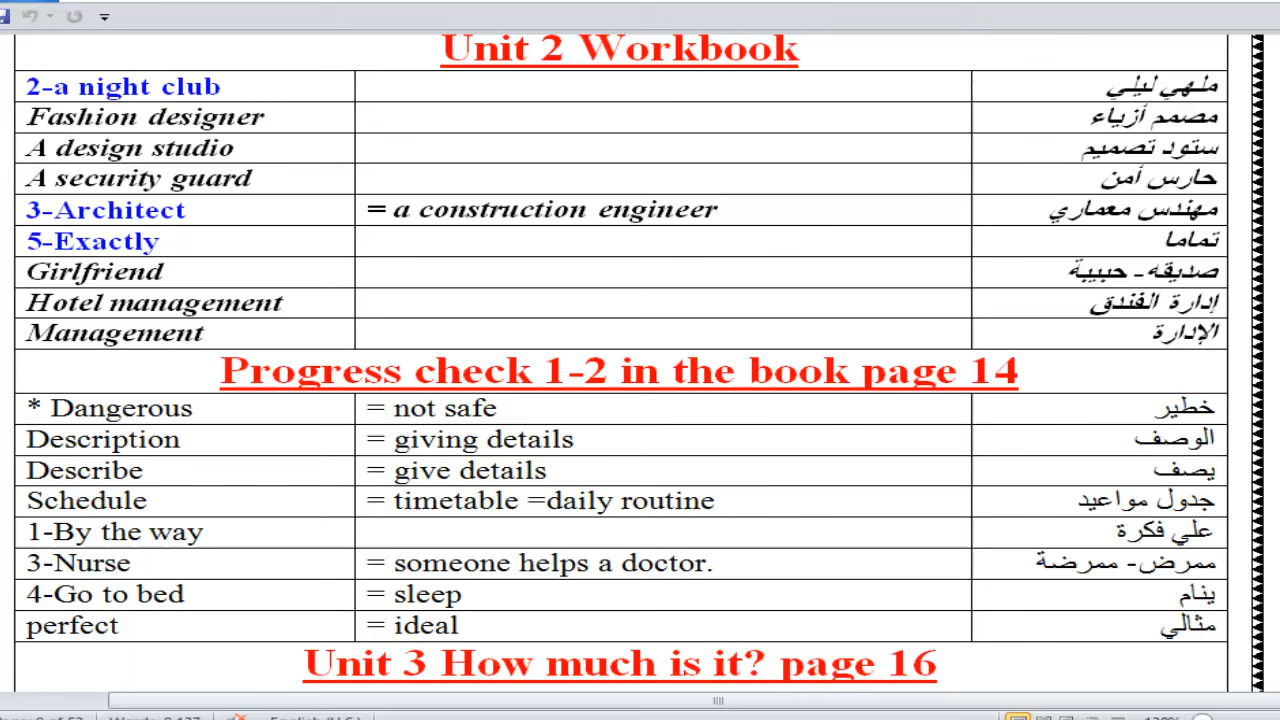 Unit 2 Workbook
2-a night club ملهي ليلي
Fashion designer مصمم أزياء
A design studio ستود تصميم
A security guard حارس أمن
3-Architect = a construction engineer مهندس معماري
5-Exactly تماما
Girlfriend صديقه - حبيبة
Hotel management إدارة الفندق
Management الإدارة
Progress check 1-2 in the book page 14
* Dangerous = not safe خطير
Description = giving details الوصف
Describe = give details يصف
Schedule = timetable =daily routine جدول مواعيد
1-By the way علي فكرة
3-Nurse = someone helps a doctor. ممرض- ممرضة
4-Go to bed = sleep ينام
perfect = ideal مثالي
Unit 3 How much is it? page 16